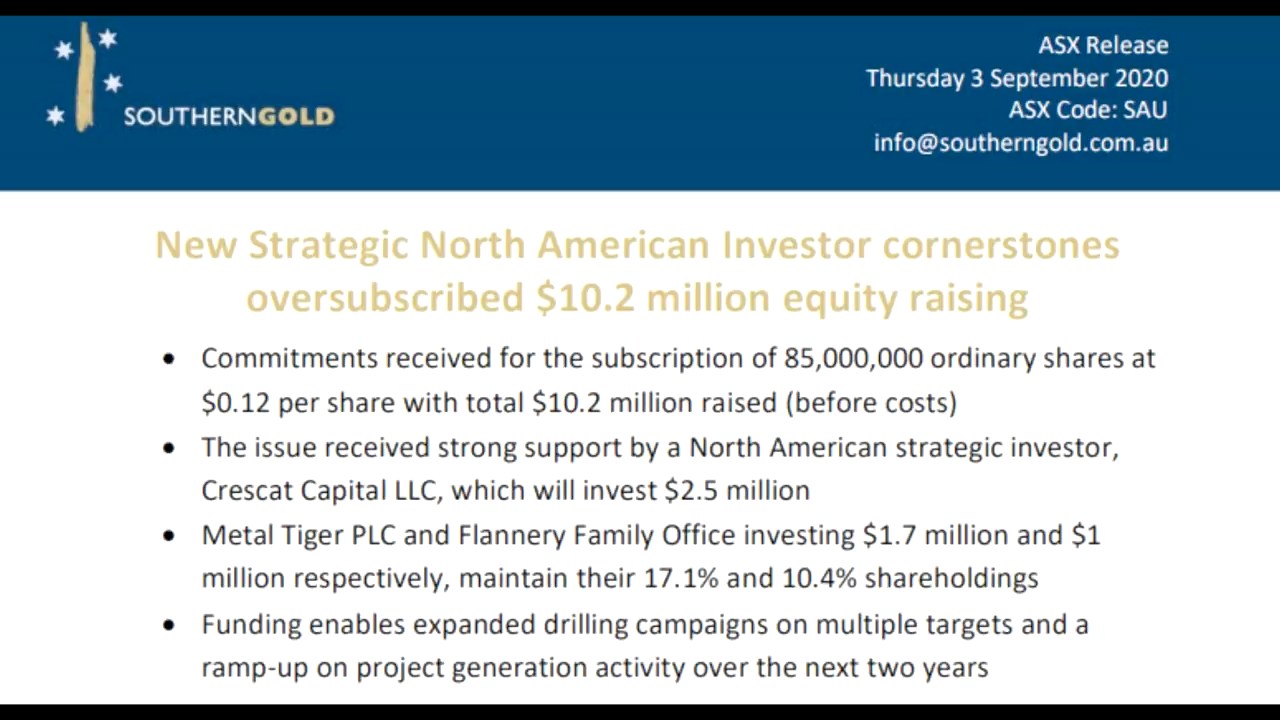 SOUTHERNGOLD
ASX Release
Thursday 3 September 2020
ASX Code: SAU
info@southerngold.com.au
New Strategic North American Investor cornerstones
oversubscribed $10.2 million equity raising
• Commitments received for the subscription of 85,000,000 ordinary shares at
$0.12 per share with total $10.2 million raised (before costs)
• The issue received strong support by a North American strategic investor,
Crescat Capital LLC, which will invest $2.5 million
• Metal Tiger PLC and Flannery Family Office investing $1.7 million and $1
million respectively, maintain their 17.1% and 10.4% shareholdings
• Funding enables expanded drilling campaigns on multiple targets and a
ramp-up on project generation activity over the next two years